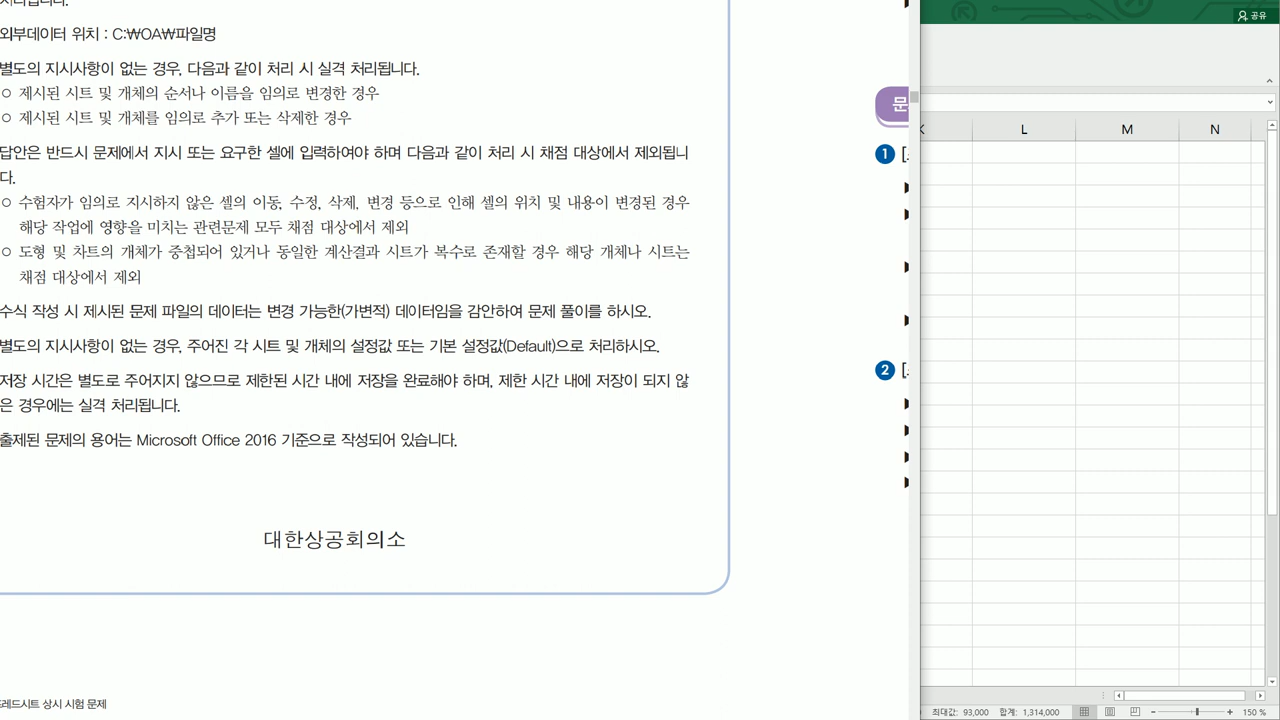 외부데이터 위치 : C:₩OA₩파일명
별도의 지시사항이 없는 경우, 다음과 같이 처리 시 실격 처리됩니다.
○ 제시된 시트 및 개체의 순서나 이름을 임의로 변경한 경우
○ 제시된 시트 및 개체를 임의로 추가 또는 삭제한 경우
답안은 반드시 문제에서 지시 또는 요구한 셀에 입력하여야 하며 다음과 같이 처리 시 채점 대상에서 제외됩니
다.
○ 수험자가 임의로 지시하지 않은 셀의 이동, 수정, 삭제, 변경 등으로 인해 셀의 위치 및 내용이 변경된 경우
해당 작업에 영향을 미치는 관련문제 모두 채점 대상에서 제외
○ 도형 및 차트의 개체가 중첩되어 있거나 동일한 계산결과 시트가 복수로 존재할 경우 해당 개체나 시트는
채점 대상에서 제외
수식 작성 시 제시된 문제 파일의 데이터는 변경 가능한(가변적) 데이터임을 감안하여 문제 풀이를 하시오.
별도의 지시사항이 없는 경우, 주어진 각 시트 및 개체의 설정값 또는 기본 설정값(Default)으로 처리하시오.
저장 시간은 별도로 주어지지 않으므로 제한된 시간 내에 저장을 완료해야 하며, 제한 시간 내에 저장이 되지 않
은 경우에는 실격 처리됩니다.
출제된 문제의 용어는 Microsoft Office 2016 기준으로 작성되어 있습니다.
대한상공회의소
레드시트 상시 시험 문제
문
1 [
2 [
공유
K L M N
최대값: 93,000 합계: 1,314,000 150 %